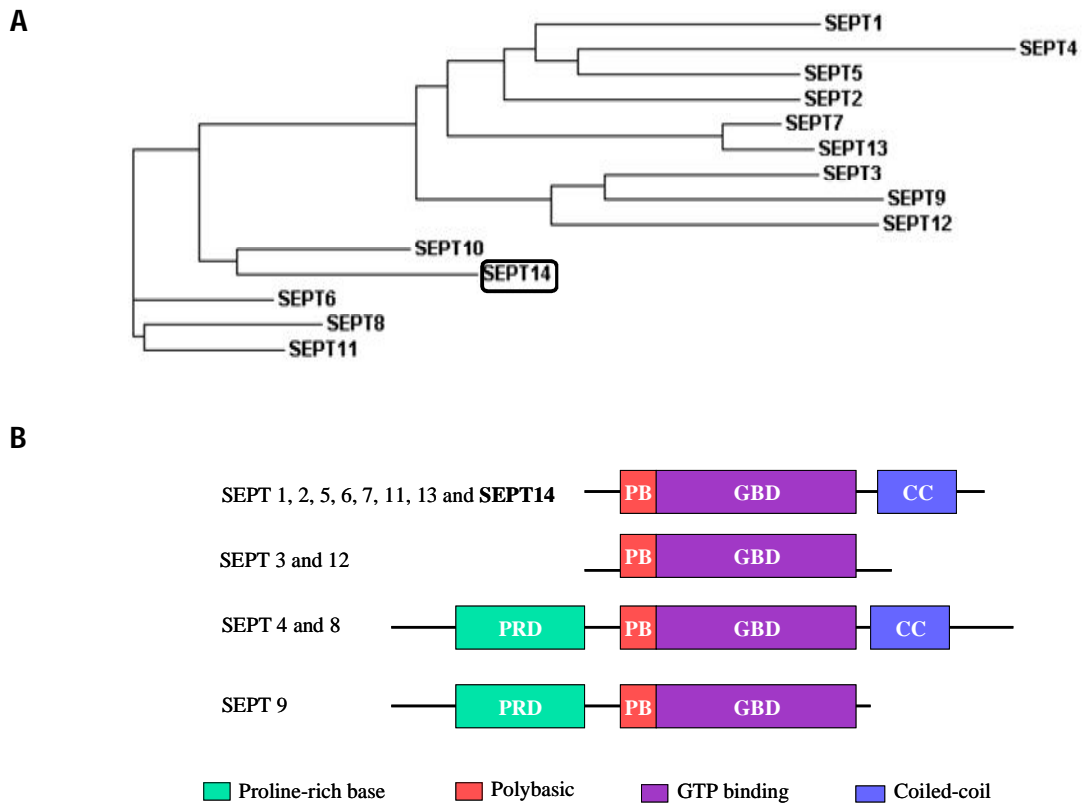 A
SEPT1
SEPT4
SEPT5
SEPT2
SEPT7
SEPT13
SEPT3
SEPT9
SEPT12
SEPT10
SEPT14
SEPT6
SEPT8
SEPT11
B
SEPT 1, 2, 5, 6, 7, 11, 13 and SEPT14 PB GBD CC
SEPT 3 and 12 PB GBD
SEPT 4 and 8 PRD PB GBD CC
SEPT 9 PRD PB GBD
Proline-rich base Polybasic GTP binding Coiled-coil